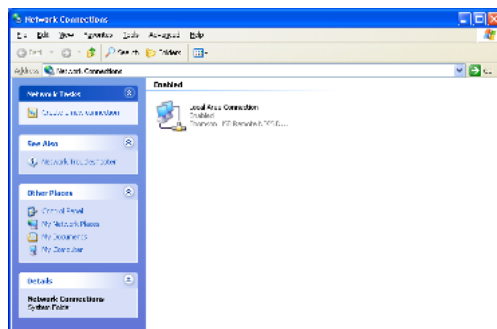 Network Connections
File Edit View Favorites Tools Advanced Help
Back Search Folders
Address Network Connections Go
Network Tasks
Create a new connection
See Also
Network Troubleshooter
Other Places
Control Panel
My Network Places
My Documents
My Computer
Details
Network Connections
System Folder
Enabled
Local Area Connection
Enabled